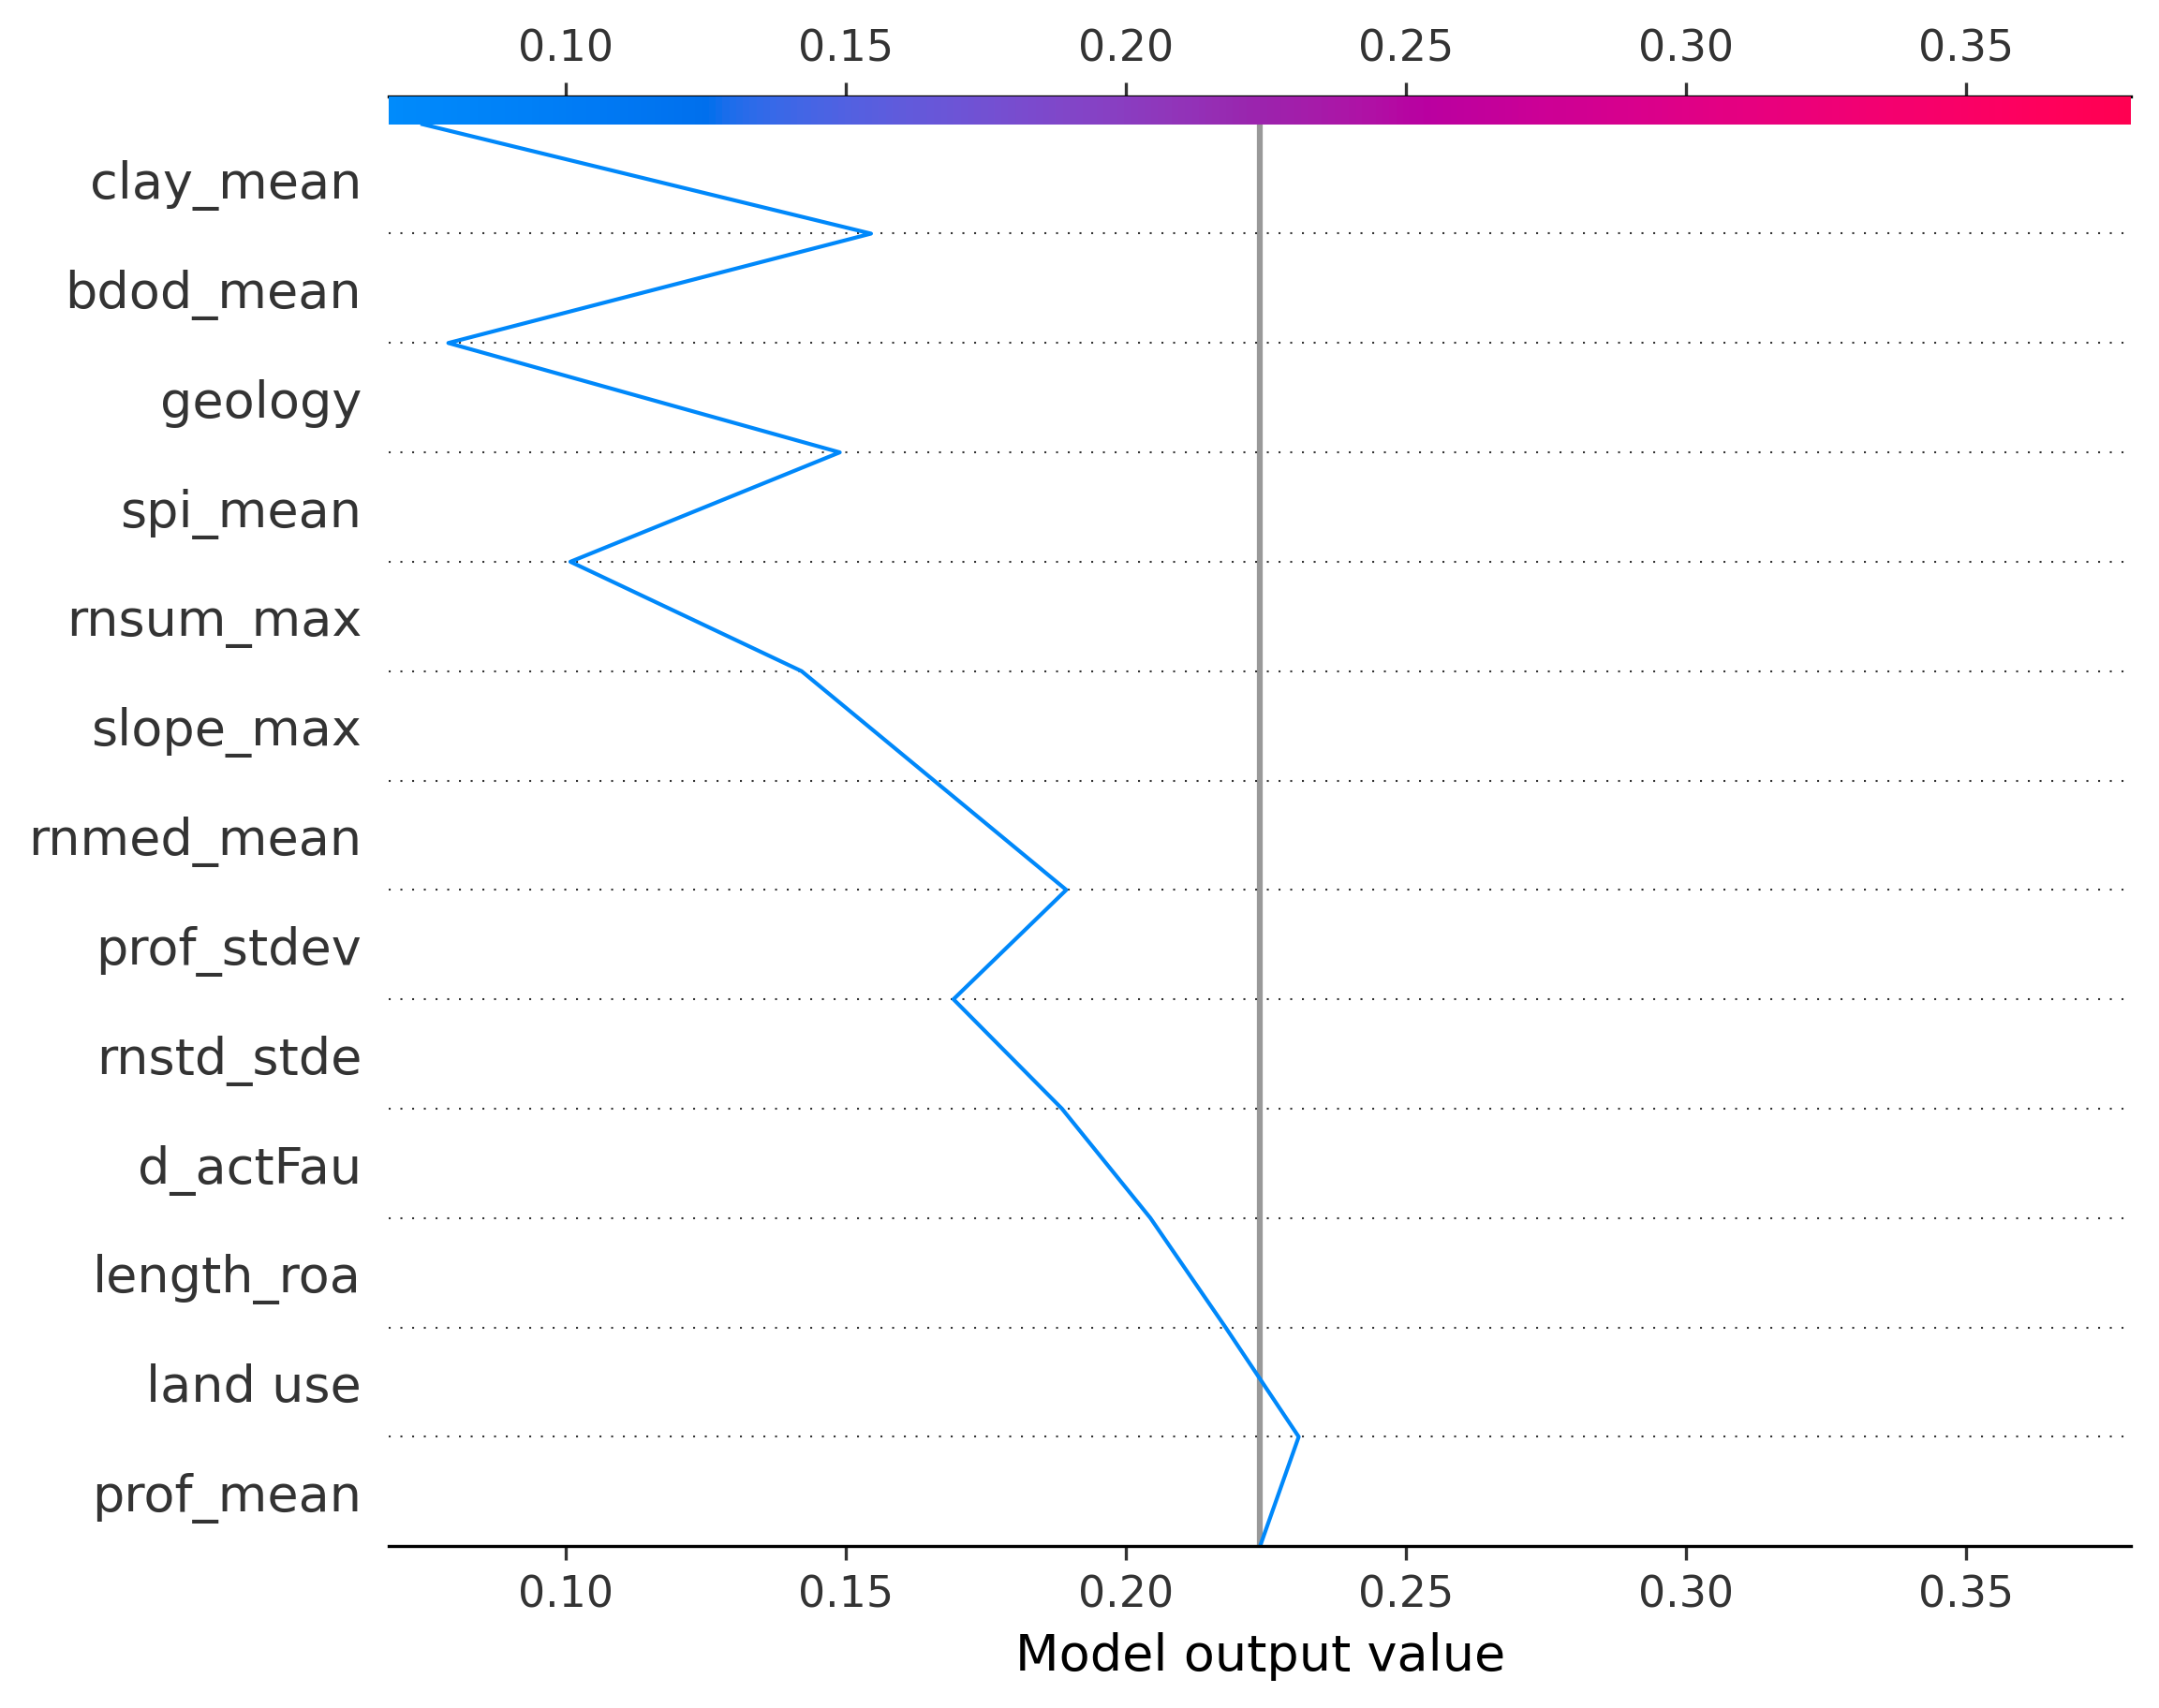 0.10 0.15 0.20 0.25 0.30 0.35
clay_mean
bdod_mean
geology
spi_mean
rnsum_max
slope_max
rnmed_mean
prof_stdev
rnstd_stde
d_actFau
length_roa
land use
prof_mean
0.10 0.15 0.20 0.25 0.30 0.35
Model output value